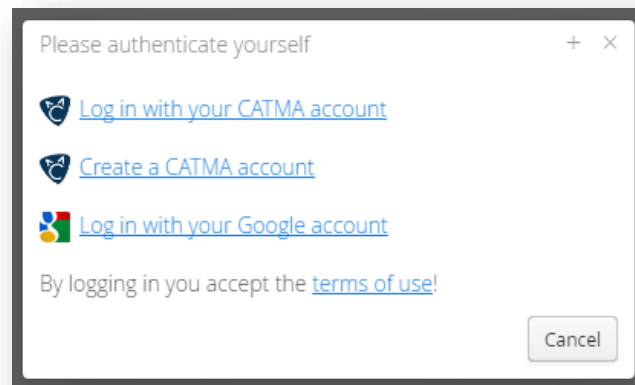 Please authenticate yourself
Log in with your CATMA account
Create a CATMA account
Log in with your Google account
By logging in you accept the terms of use!
Cancel